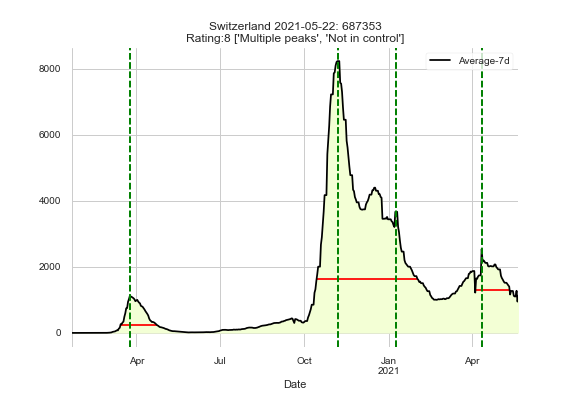 Switzerland 2021-05-22: 687353
Rating:8 ['Multiple peaks', 'Not in control']
Average-7d
8000
6000
4000
2000
0
Apr
Jul
Oct
Jan
2021
Apr
Date